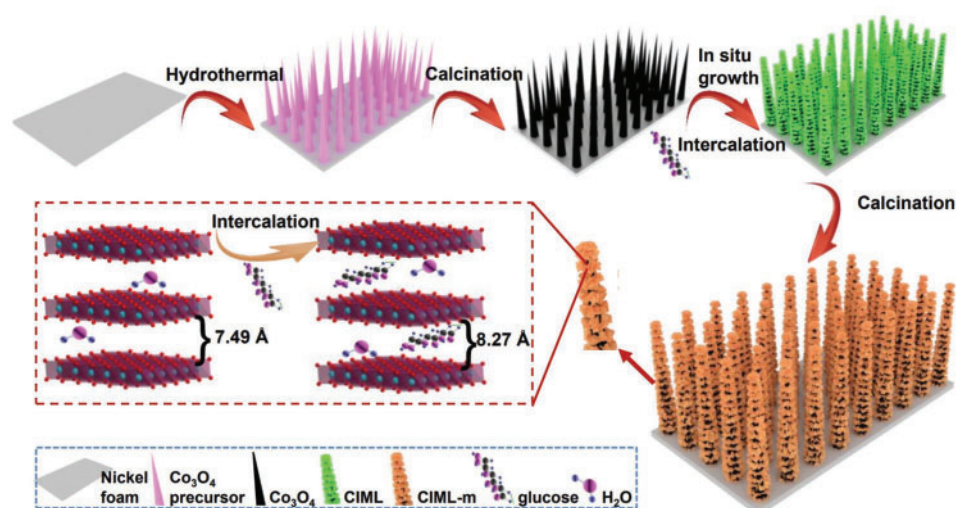 Hydrothermal
Calcination
In situ
growth
Intercalation
Calcination
Intercalation
7.49 Å
8.27 Å
Nickel
foam
Co₃O₄
precursor
Co₃O₄
CIML
CIML-m
glucose
H₂O